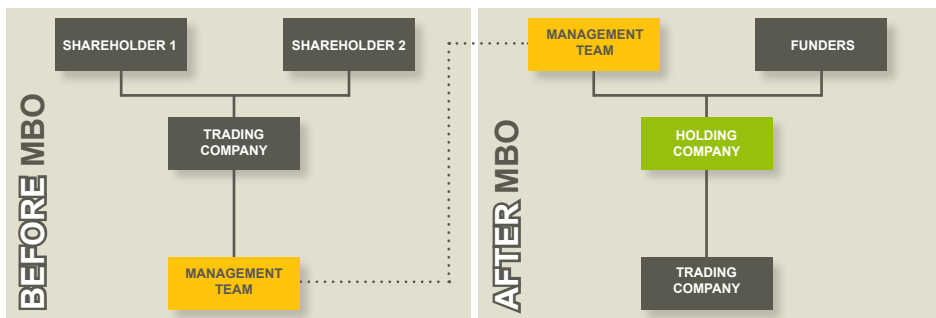 BEFORE MBO
SHAREHOLDER 1
SHAREHOLDER 2
TRADING
COMPANY
MANAGEMENT
TEAM
AFTER MBO
MANAGEMENT
TEAM
FUNDERS
HOLDING
COMPANY
TRADING
COMPANY